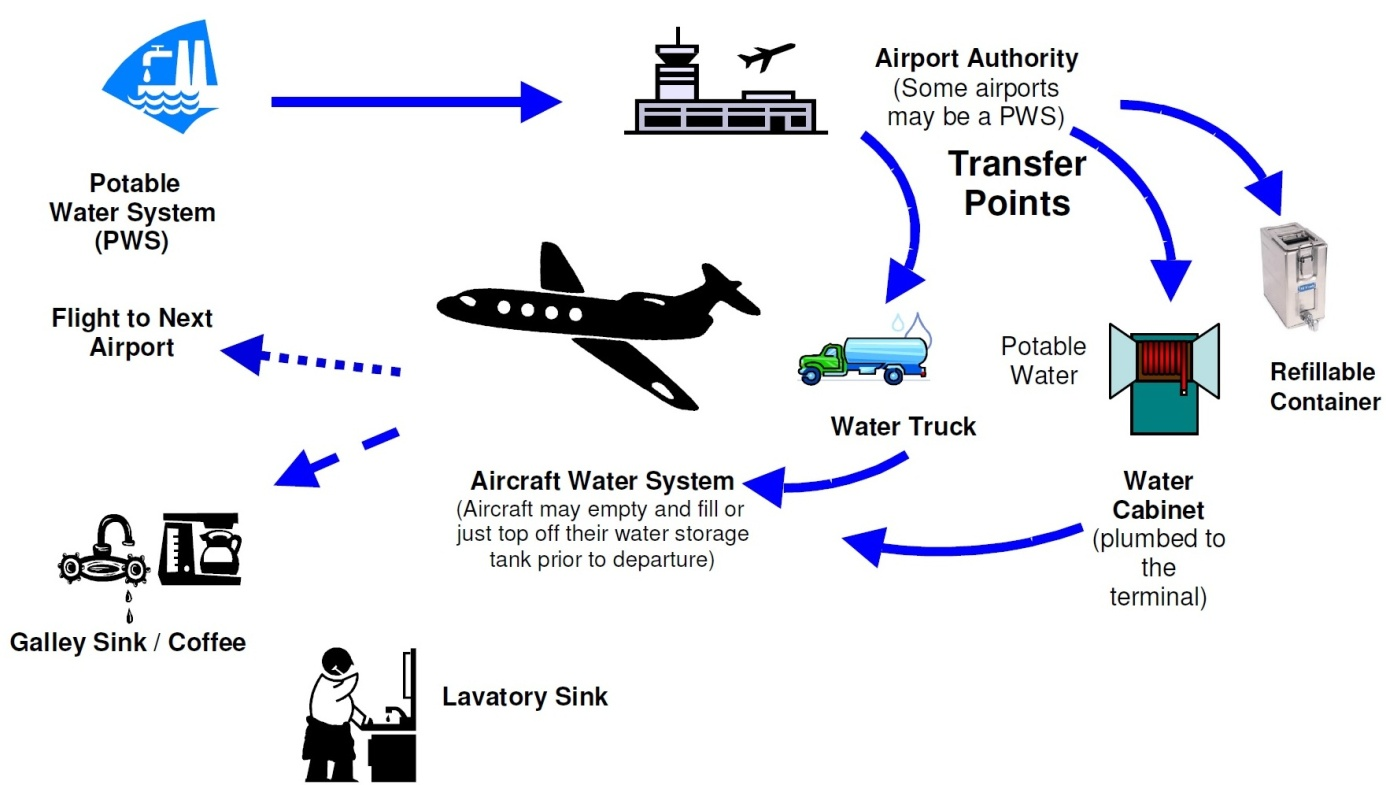 Potable
Water System
(PWS)
Airport Authority
(Some airports
may be a PWS)
Transfer
Points
Flight to Next
Airport
Potable
Water
Refillable
Container
Water Truck
Aircraft Water System
(Aircraft may empty and fill or
just top off their water storage
tank prior to departure)
Water
Cabinet
(plumbed to
the
terminal)
Galley Sink / Coffee
Lavatory Sink